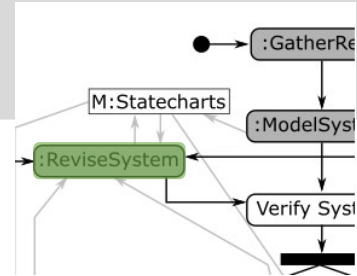 :GatherRe
M:Statecharts
:ModelSyst
:ReviseSystem
Verify Syst